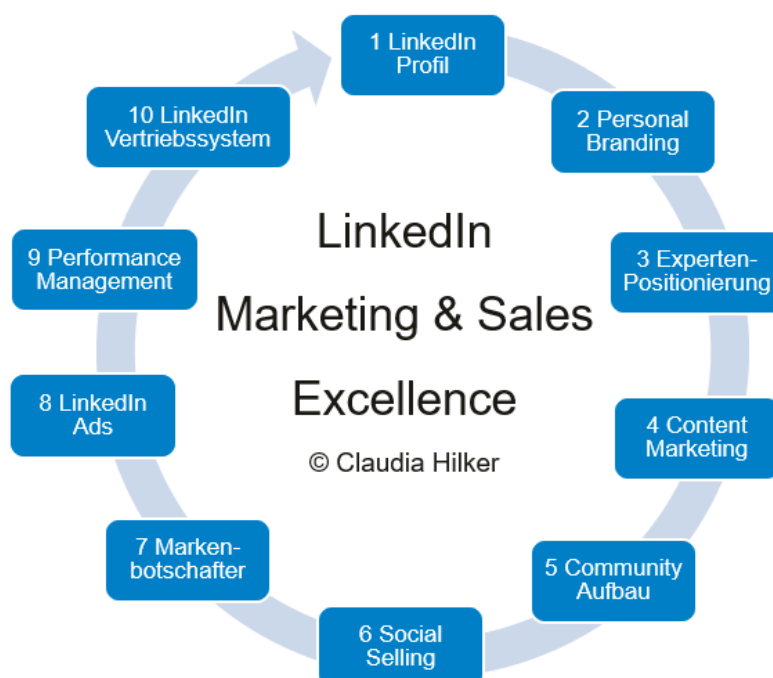 1 LinkedIn
Profil
2 Personal
Branding
3 Experten-
Positionierung
4 Content
Marketing
5 Community
Aufbau
6 Social
Selling
7 Marken-
botschafter
8 LinkedIn
Ads
9 Performance
Management
10 LinkedIn
Vertriebssystem
LinkedIn
Marketing & Sales
Excellence
© Claudia Hilker